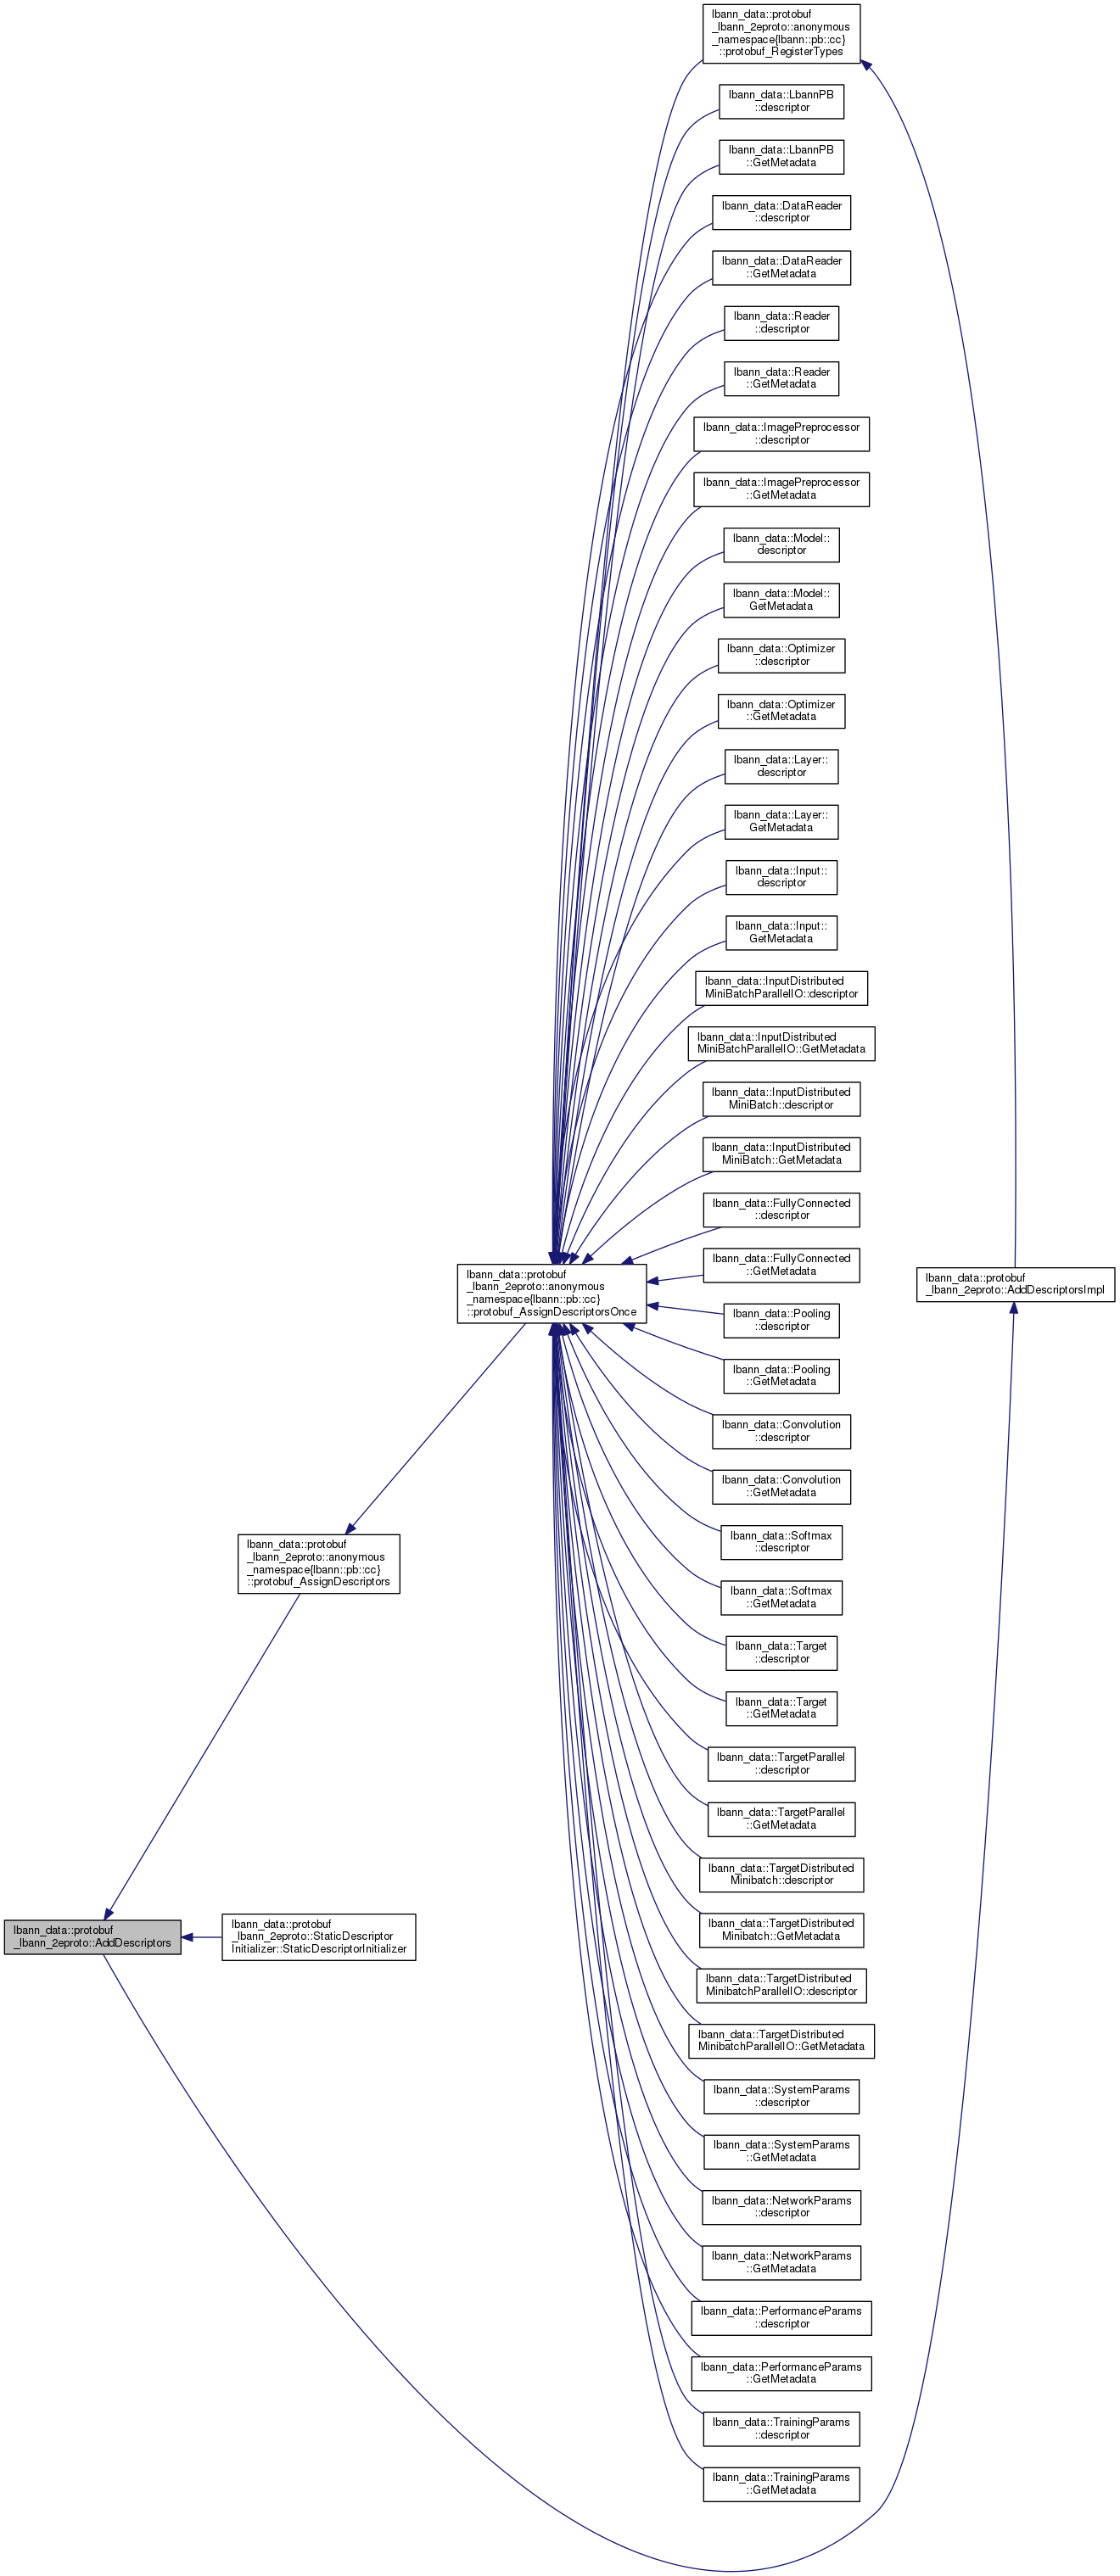 lbann_data::protobuf
_lbann_2eproto::anonymous
_namespace{lbann::pb::cc}
::protobuf_RegisterTypes
lbann_data::LbannPB
::descriptor
lbann_data::LbannPB
::GetMetadata
lbann_data::DataReader
::descriptor
lbann_data::DataReader
::GetMetadata
lbann_data::Reader
::descriptor
lbann_data::Reader
::GetMetadata
lbann_data::ImagePreprocessor
::descriptor
lbann_data::ImagePreprocessor
::GetMetadata
lbann_data::Model::
descriptor
lbann_data::Model::
GetMetadata
lbann_data::Optimizer
::descriptor
lbann_data::Optimizer
::GetMetadata
lbann_data::Layer::
descriptor
lbann_data::Layer::
GetMetadata
lbann_data::Input::
descriptor
lbann_data::Input::
GetMetadata
lbann_data::InputDistributed
MiniBatchParallelIO::descriptor
lbann_data::InputDistributed
MiniBatchParallelIO::GetMetadata
lbann_data::InputDistributed
MiniBatch::descriptor
lbann_data::InputDistributed
MiniBatch::GetMetadata
lbann_data::FullyConnected
::descriptor
lbann_data::FullyConnected
::GetMetadata
lbann_data::protobuf
_lbann_2eproto::anonymous
_namespace{lbann::pb::cc}
::protobuf_AssignDescriptorsOnce
lbann_data::protobuf
_lbann_2eproto::AddDescriptorsImpl
lbann_data::Pooling
::descriptor
lbann_data::Pooling
::GetMetadata
lbann_data::Convolution
::descriptor
lbann_data::Convolution
::GetMetadata
lbann_data::Softmax
::descriptor
lbann_data::protobuf
_lbann_2eproto::anonymous
_namespace{lbann::pb::cc}
::protobuf_AssignDescriptors
lbann_data::Softmax
::GetMetadata
lbann_data::Target
::descriptor
lbann_data::Target
::GetMetadata
lbann_data::TargetParallel
::descriptor
lbann_data::TargetParallel
::GetMetadata
lbann_data::TargetDistributed
Minibatch::descriptor
lbann_data::TargetDistributed
Minibatch::GetMetadata
lbann_data::protobuf
_lbann_2eproto::AddDescriptors
lbann_data::protobuf
_lbann_2eproto::StaticDescriptor
Initializer::StaticDescriptorInitializer
lbann_data::TargetDistributed
MinibatchParallelIO::descriptor
lbann_data::TargetDistributed
MinibatchParallelIO::GetMetadata
lbann_data::SystemParams
::descriptor
lbann_data::SystemParams
::GetMetadata
lbann_data::NetworkParams
::descriptor
lbann_data::NetworkParams
::GetMetadata
lbann_data::PerformanceParams
::descriptor
lbann_data::PerformanceParams
::GetMetadata
lbann_data::TrainingParams
::descriptor
lbann_data::TrainingParams
::GetMetadata